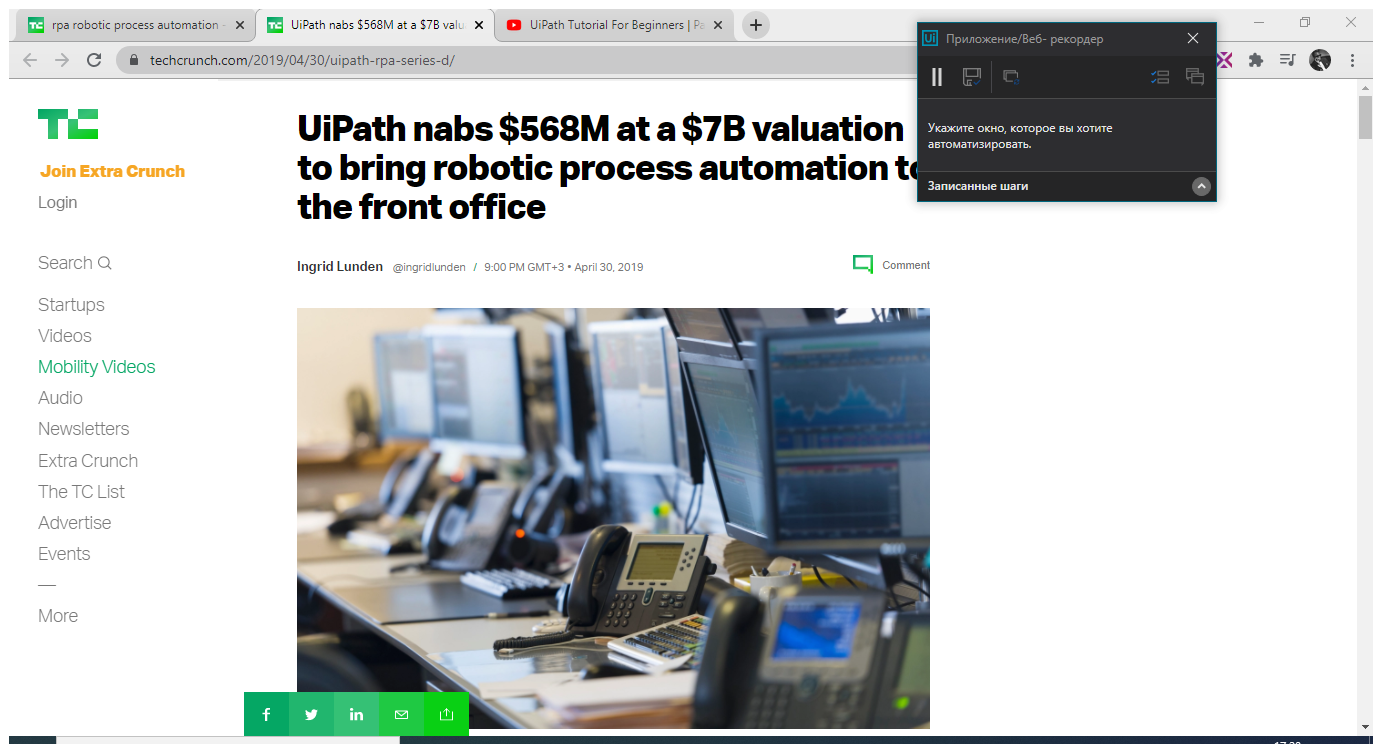 rpa robotic process automation -
UiPath nabs $568M at a $7B valu
UiPath Tutorial For Beginners | Pa
techcrunch.com/2019/04/30/uipath-rpa-series-d/
Ui Приложение/Веб- рекордер
Укажите окно, которое вы хотите
автоматизировать.
Записанные шаги
TC
Join Extra Crunch
Login
Search
Startups
Videos
Mobility Videos
Audio
Newsletters
Extra Crunch
The TC List
Advertise
Events
More
UiPath nabs $568M at a $7B valuation
to bring robotic process automation to
the front office
Ingrid Lunden @ingridlunden / 9:00 PM GMT+3 • April 30, 2019
Comment